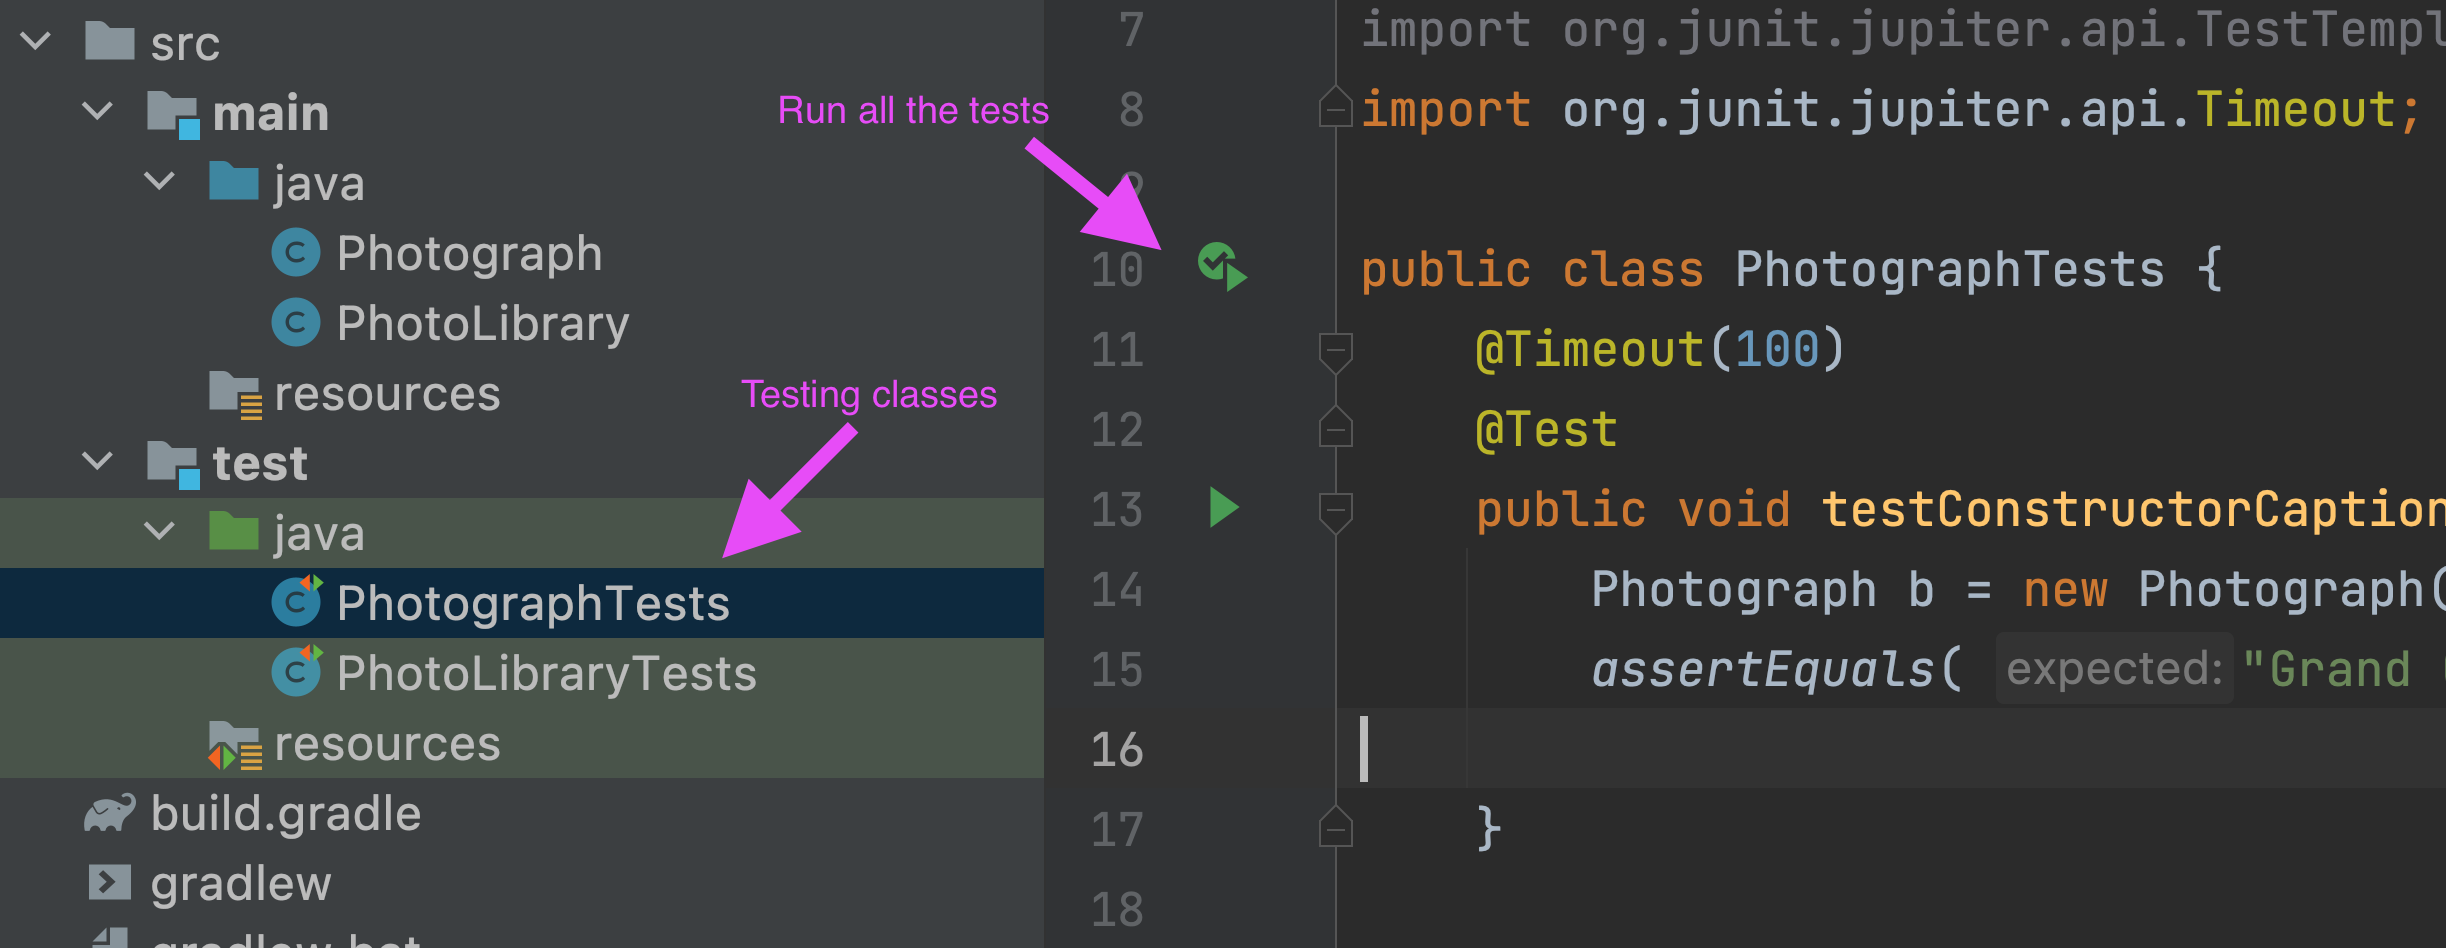 src
main
java
Photograph
PhotoLibrary
resources
test
java
PhotographTests
PhotoLibraryTests
resources
build.gradle
gradlew
gradlew.bat
Run all the tests
Testing classes
7 import org.junit.jupiter.api.TestTempl
8 import org.junit.jupiter.api.Timeout;
9
10 public class PhotographTests {
11 @Timeout(100)
12 @Test
13 public void testConstructorCaption
14 Photograph b = new Photograph(
15 assertEquals( expected: "Grand
16
17 }
18